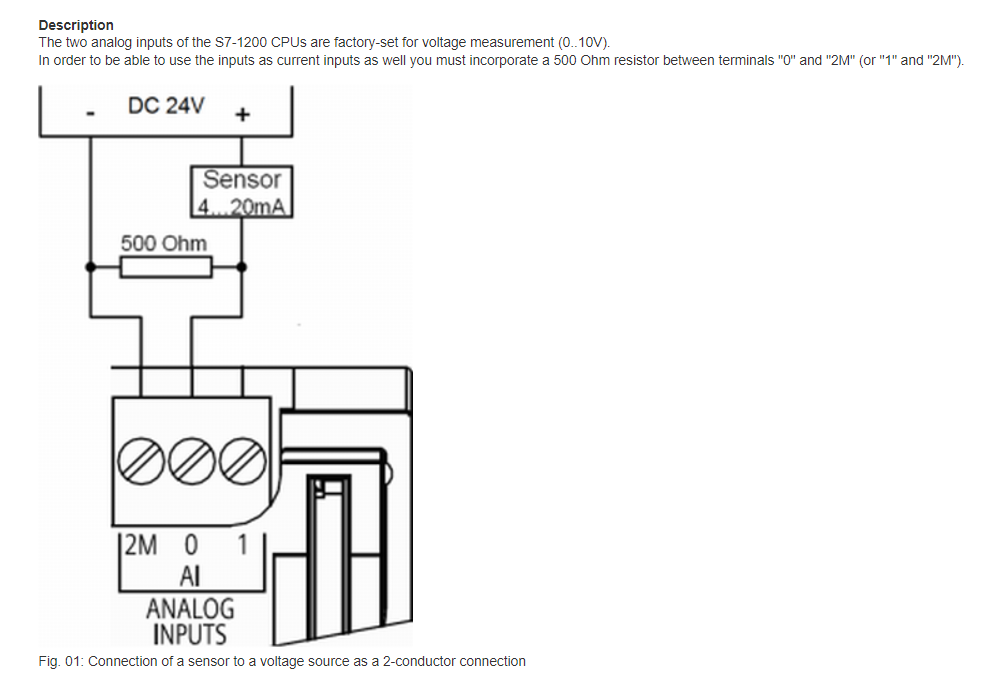 Description
The two analog inputs of the S7-1200 CPUs are factory-set for voltage measurement (0..10V).
In order to be able to use the inputs as current inputs as well you must incorporate a 500 Ohm resistor between terminals "0" and "2M" (or "1" and "2M").
- DC 24V +
Sensor
4...20mA
500 Ohm
2M 0 1
AI
ANALOG
INPUTS
Fig. 01: Connection of a sensor to a voltage source as a 2-conductor connection